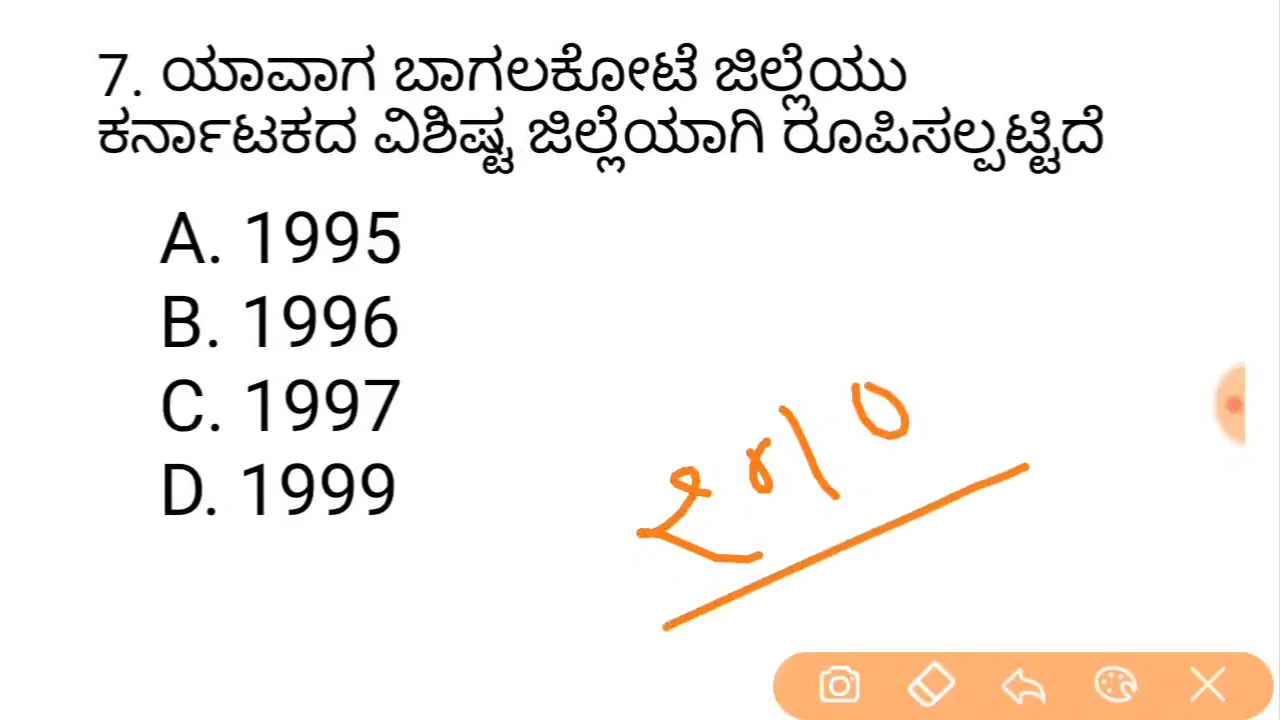 7. ಯಾವಾಗ ಬಾಗಲಕೋಟೆ ಜಿಲ್ಲೆಯು
ಕರ್ನಾಟಕದ ವಿಶಿಷ್ಟ ಜಿಲ್ಲೆಯಾಗಿ ರೂಪಿಸಲ್ಪಟ್ಟಿದೆ
A. 1995
B. 1996
C. 1997
D. 1999